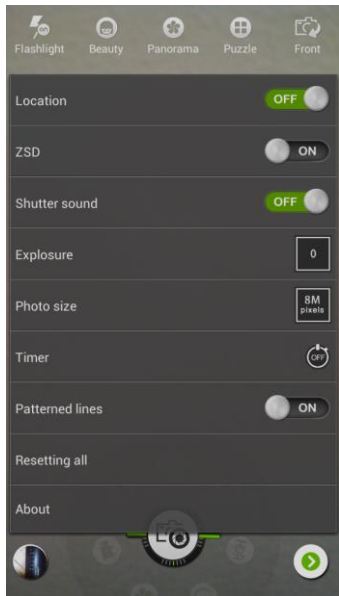 Flashlight Beauty Panorama Puzzle Front
Location OFF
ZSD ON
Shutter sound OFF
Explosure 0
Photo size 8M
pixels
Timer OFF
Patterned lines ON
Resetting all
About